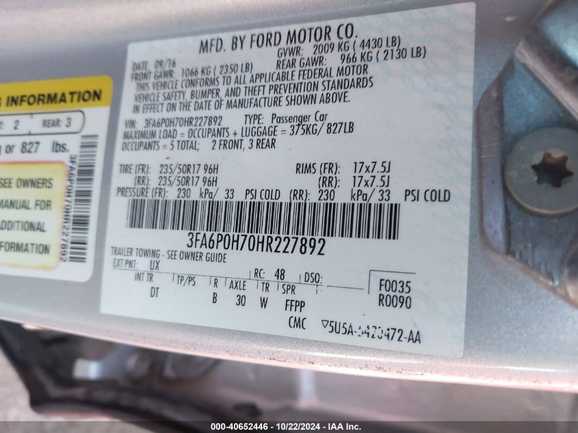 MFD. BY FORD MOTOR CO.
DATE: 09/16 GVWR: 2009 KG ( 4430 LB)
FRONT GAWR: 1066 KG ( 2350 LB) REAR GAWR: 966 KG ( 2130 LB)
THIS VEHICLE CONFORMS TO ALL APPLICABLE FEDERAL MOTOR
VEHICLE SAFETY, BUMPER, AND THEFT PREVENTION STANDARDS
IN EFFECT ON THE DATE OF MANUFACTURE SHOWN ABOVE.
VIN: 3FA6P0H70HR227892 TYPE: Passenger Car
MAXIMUM LOAD = OCCUPANTS + LUGGAGE = 375KG/ 827LB
OCCUPANTS = 5 TOTAL; 2 FRONT, 3 REAR
TIRE (FR): 235/50R17 96H RIMS (FR): 17x7.5J
(RR): 235/50R17 96H (RR): 17x7.5J
PRESSURE (FR): 230 kPa/ 33 PSI COLD (RR): 230 kPa/ 33 PSI COLD
3FA6P0H70HR227892
TRAILER TOWING - SEE OWNER GUIDE
EXT PNT: UX RC: 48 DSO: F0035
INT TR TP/PS R AXLE TR SPR R0090
DT B 30 W FFPP
CMC 5U5A-5420472-AA
INFORMATION
2 REAR: 3
or 827 lbs.
SEE OWNERS
MANUAL FOR
ADDITIONAL
INFORMATION
3FA6P0H70HR227892
90000 - 40652446 - 10/22/2024 - IAA Inc.